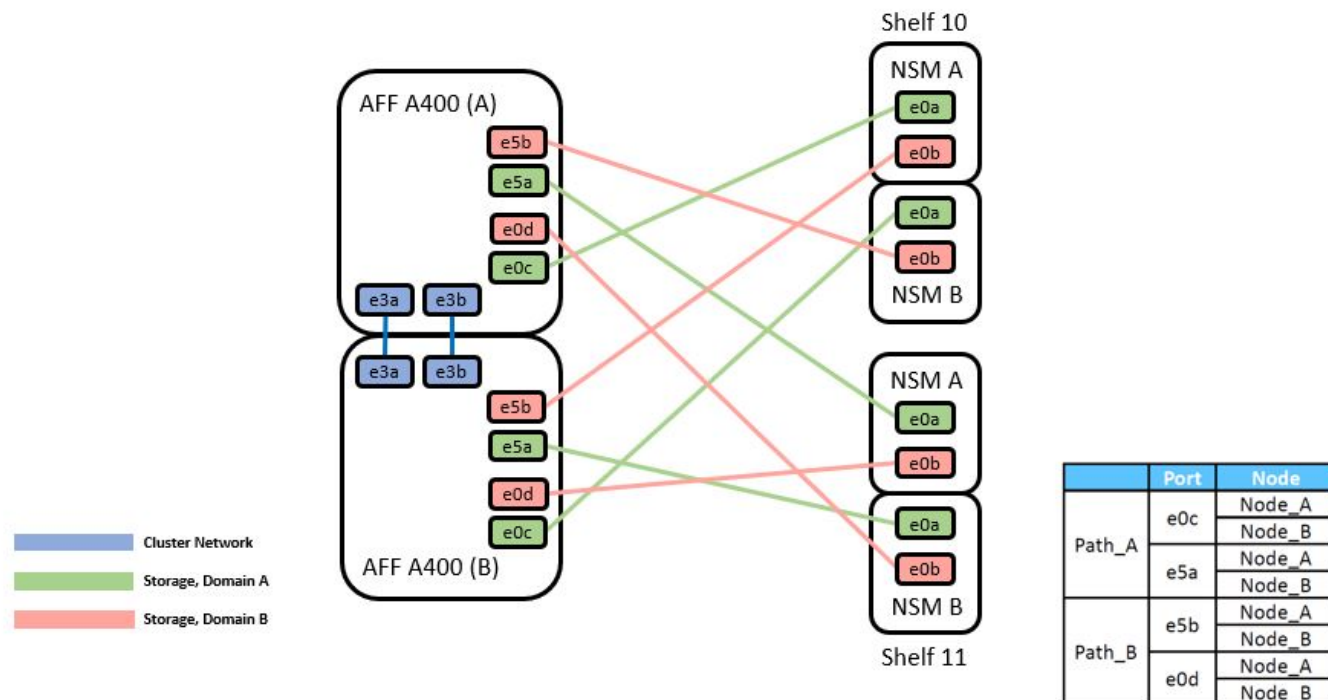 Shelf 10
AFF A400 (A)
e5b
e5a
e0d
e0c
e3a e3b
NSM A
e0a
e0b
e0a
e0b
NSM B
e3a e3b
e5b
e5a
e0d
e0c
AFF A400 (B)
NSM A
e0a
e0b
e0a
e0b
NSM B
Shelf 11
Cluster Network
Storage, Domain A
Storage, Domain B
Port Node
Path_A e0c Node_A
Node_B
e5a Node_A
Node_B
Path_B e5b Node_A
Node_B
e0d Node_A
Node_B